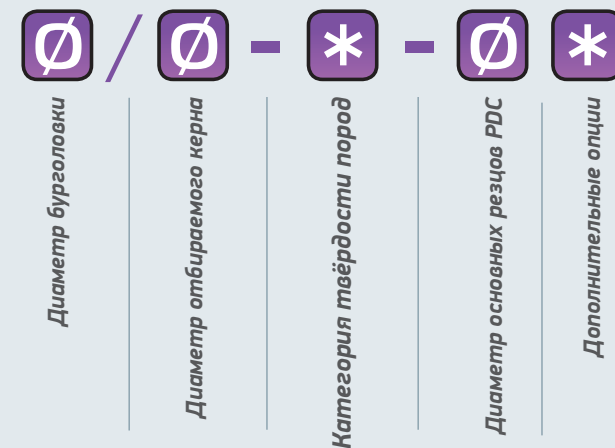 Ø / Ø - * - Ø *
Диаметр бурголовки
Диаметр отбираемого керна
Категория твёрдости пород
Диаметр основных резцов PDC
Дополнительные опции